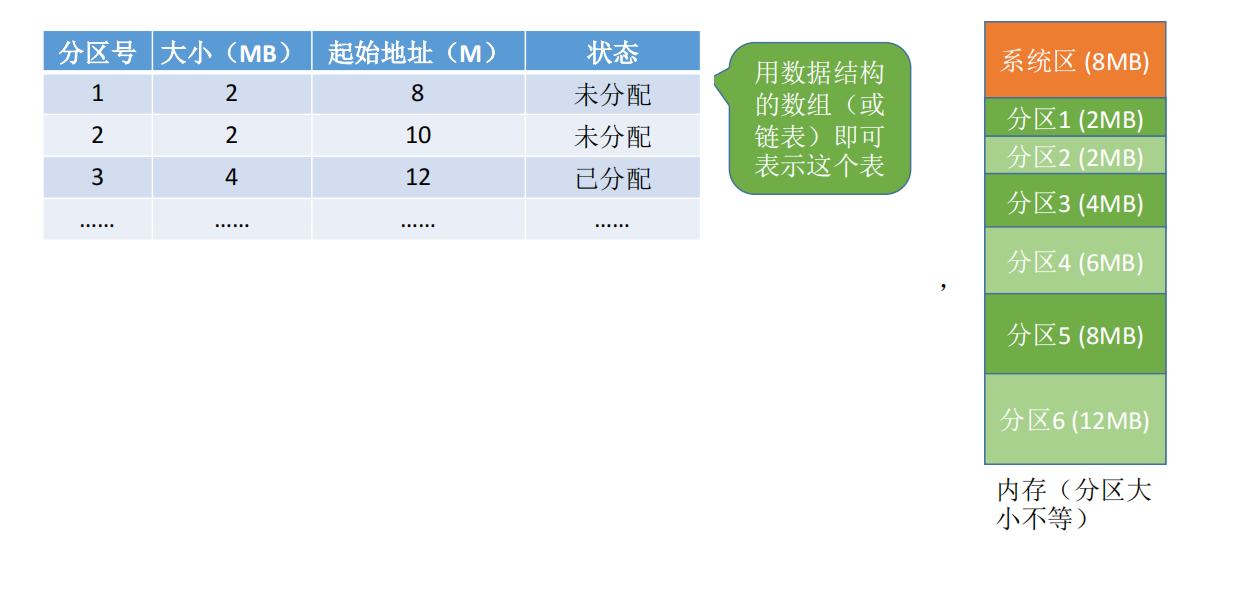 分区号 大小（MB） 起始地址（M） 状态
1 2 8 未分配
2 2 10 未分配
3 4 12 已分配
...... ...... ...... ......
用数据结构
的数组（或
链表）即可
表示这个表
，
系统区 (8MB)
分区1 (2MB)
分区2 (2MB)
分区3 (4MB)
分区4 (6MB)
分区5 (8MB)
分区6 (12MB)
内存（分区大
小不等）